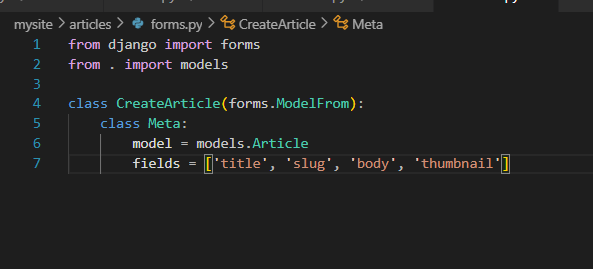 mysite > articles > forms.py > CreateArticle > Meta
1 from django import forms
2 from . import models
3
4 class CreateArticle(forms.ModelFrom):
5 class Meta:
6 model = models.Article
7 fields = ['title', 'slug', 'body', 'thumbnail']